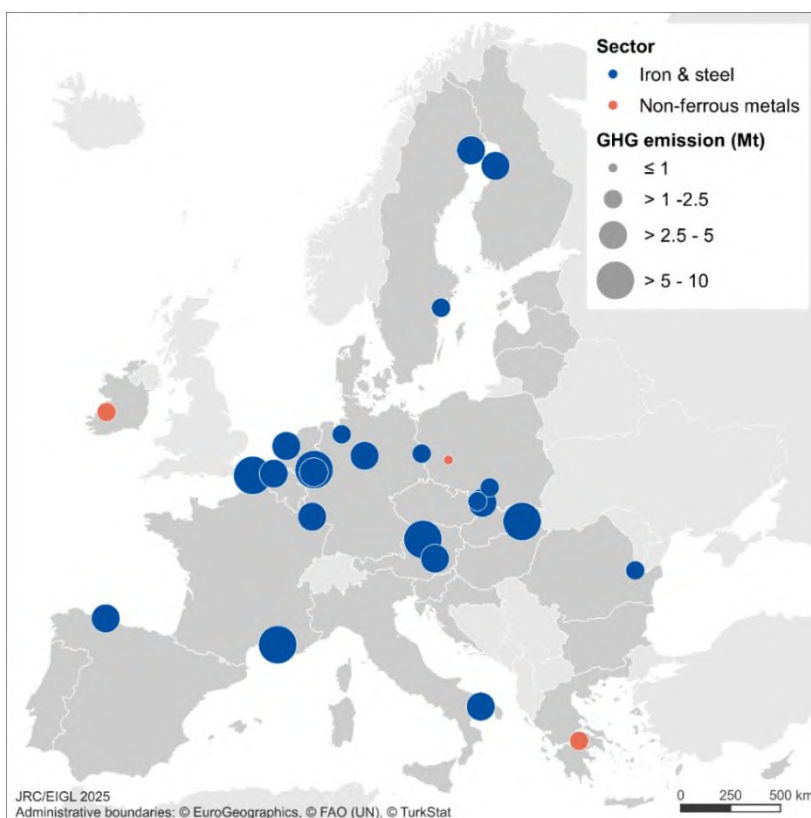 Sector
Iron & steel
Non-ferrous metals
GHG emission (Mt)
≤ 1
> 1 -2.5
> 2.5 - 5
> 5 - 10
JRC/EIGL 2025
Administrative boundaries: © EuroGeographics, © FAO (UN), © TurkStat
0 250 500 km